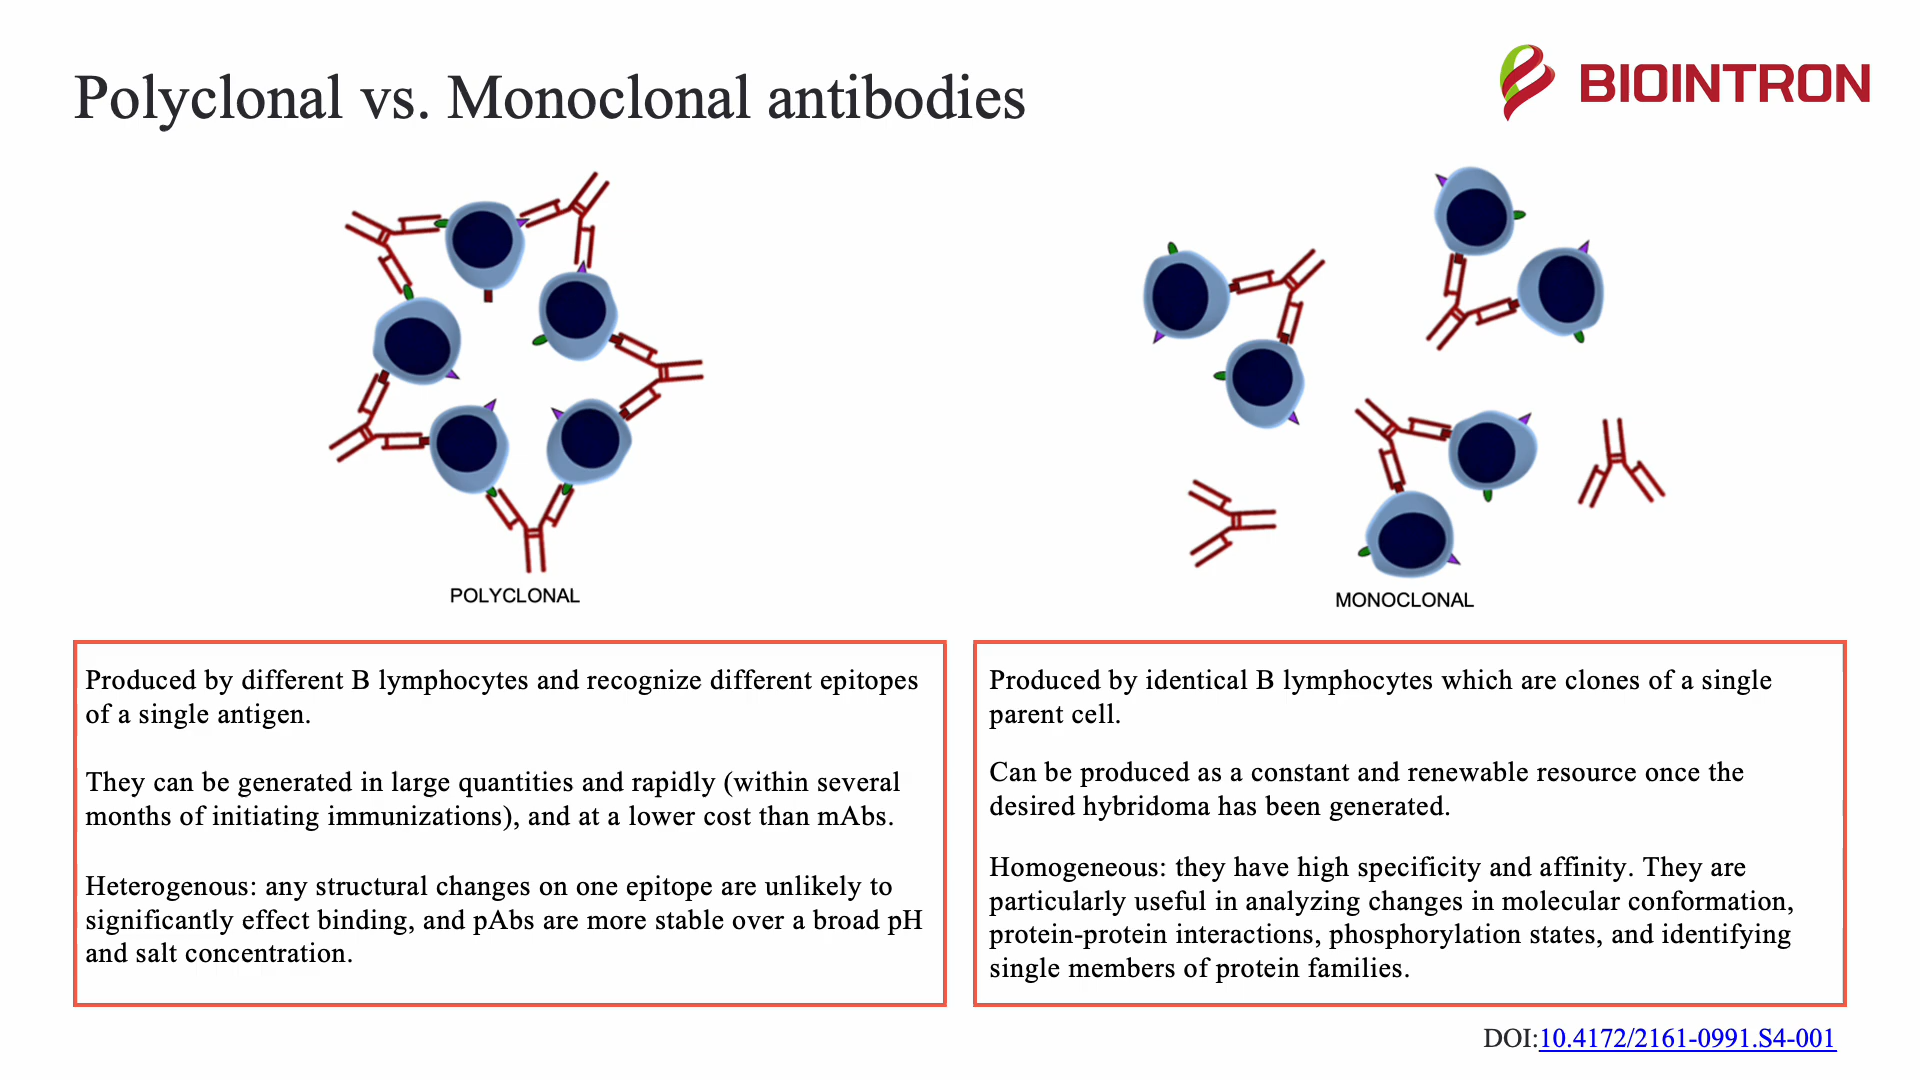 Polyclonal vs. Monoclonal antibodies
BIOINTRON
POLYCLONAL
MONOCLONAL
Produced by different B lymphocytes and recognize different epitopes
of a single antigen.
They can be generated in large quantities and rapidly (within several
months of initiating immunizations), and at a lower cost than mAbs.
Heterogenous: any structural changes on one epitope are unlikely to
significantly effect binding, and pAbs are more stable over a broad pH
and salt concentration.
Produced by identical B lymphocytes which are clones of a single
parent cell.
Can be produced as a constant and renewable resource once the
desired hybridoma has been generated.
Homogeneous: they have high specificity and affinity. They are
particularly useful in analyzing changes in molecular conformation,
protein-protein interactions, phosphorylation states, and identifying
single members of protein families.
DOI:10.4172/2161-0991.S4-001